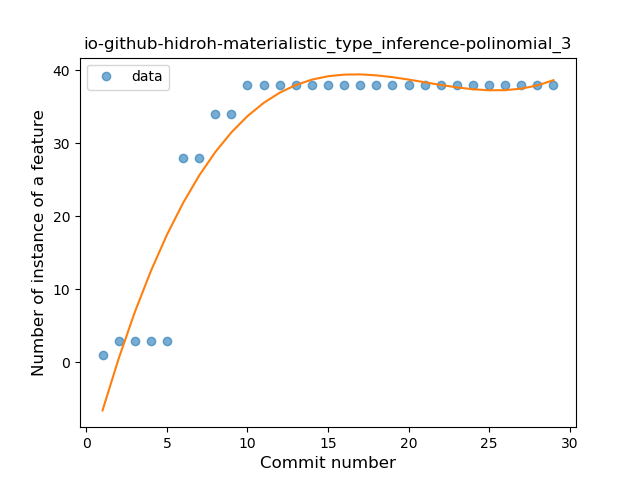 io-github-hidroh-materialistic_type_inference-polinomial_3
data
Number of instance of a feature
40
30
20
10
0
0 5 10 15 20 25 30
Commit number